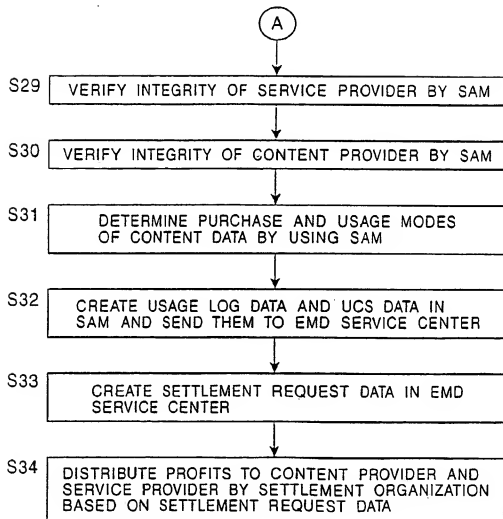 A
S29
VERIFY INTEGRITY OF SERVICE PROVIDER BY SAM
S30
VERIFY INTEGRITY OF CONTENT PROVIDER BY SAM
S31
DETERMINE PURCHASE AND USAGE MODES
OF CONTENT DATA BY USING SAM
S32
CREATE USAGE LOG DATA AND UCS DATA IN
SAM AND SEND THEM TO EMD SERVICE CENTER
S33
CREATE SETTLEMENT REQUEST DATA IN EMD
SERVICE CENTER
S34
DISTRIBUTE PROFITS TO CONTENT PROVIDER AND
SERVICE PROVIDER BY SETTLEMENT ORGANIZATION
BASED ON SETTLEMENT REQUEST DATA